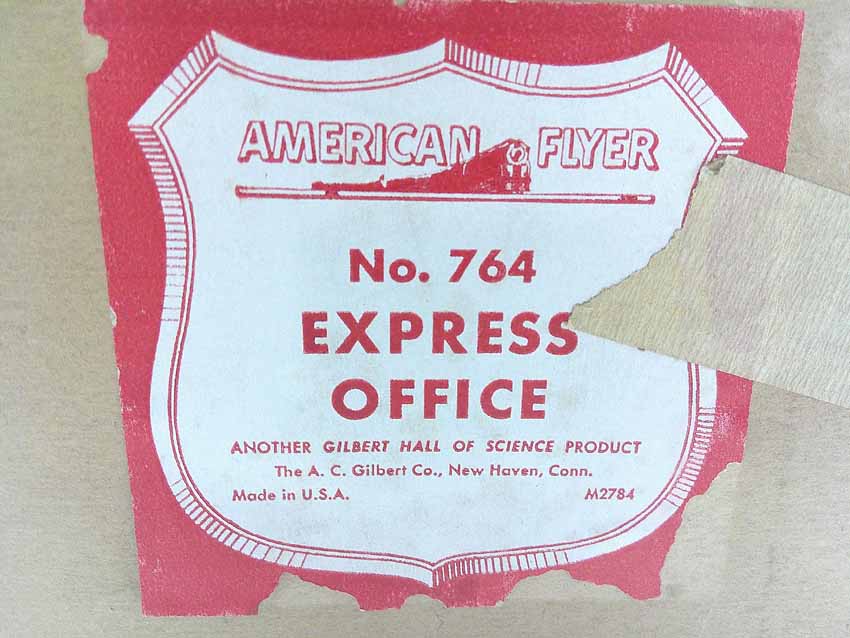 AMERICAN FLYER
No. 764
EXPRESS
OFFICE
ANOTHER GILBERT HALL OF SCIENCE PRODUCT
The A. C. Gilbert Co., New Haven, Conn.
Made in U.S.A. M2784